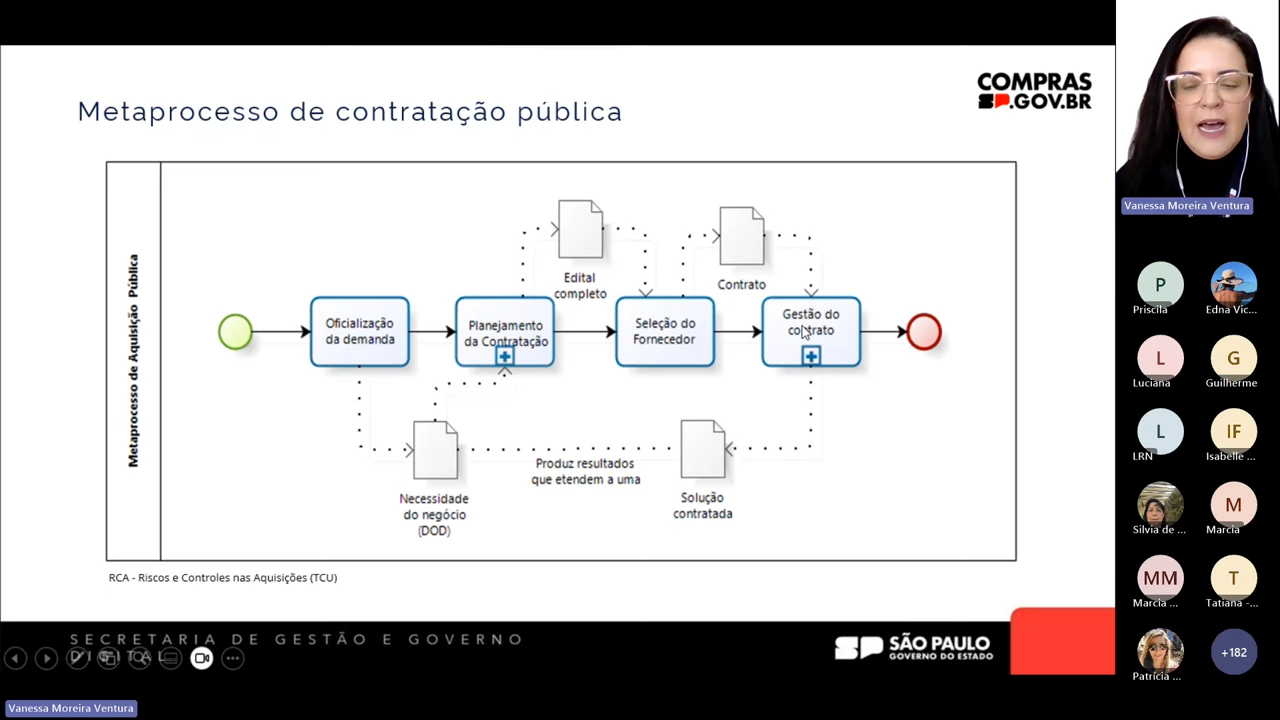 Metaprocesso de contratação pública
COMPRAS
SP.GOV.BR
Metaprocesso de Aquisição Pública
Edital
completo
Contrato
Oficialização
da demanda
Planejamento
da Contratação
Seleção do
Fornecedor
Gestão do
contrato
Produz resultados
que etendem a uma
Necessidade
do negócio
(DOD)
Solução
contratada
RCA - Riscos e Controles nas Aquisições (TCU)
SECRETARIA DE GESTÃO E GOVERNO
DIGITAL
SÃO PAULO
GOVERNO DO ESTADO
Vanessa Moreira Ventura
Vanessa Moreira Ventura
P
Priscila
Edna Vic...
L
Luciana
G
Guilherme
L
LRN
IF
Isabelle ...
Silvia de ...
M
Marcia
MM
Marcia ...
T
Tatiana -...
Patrícia ...
+182